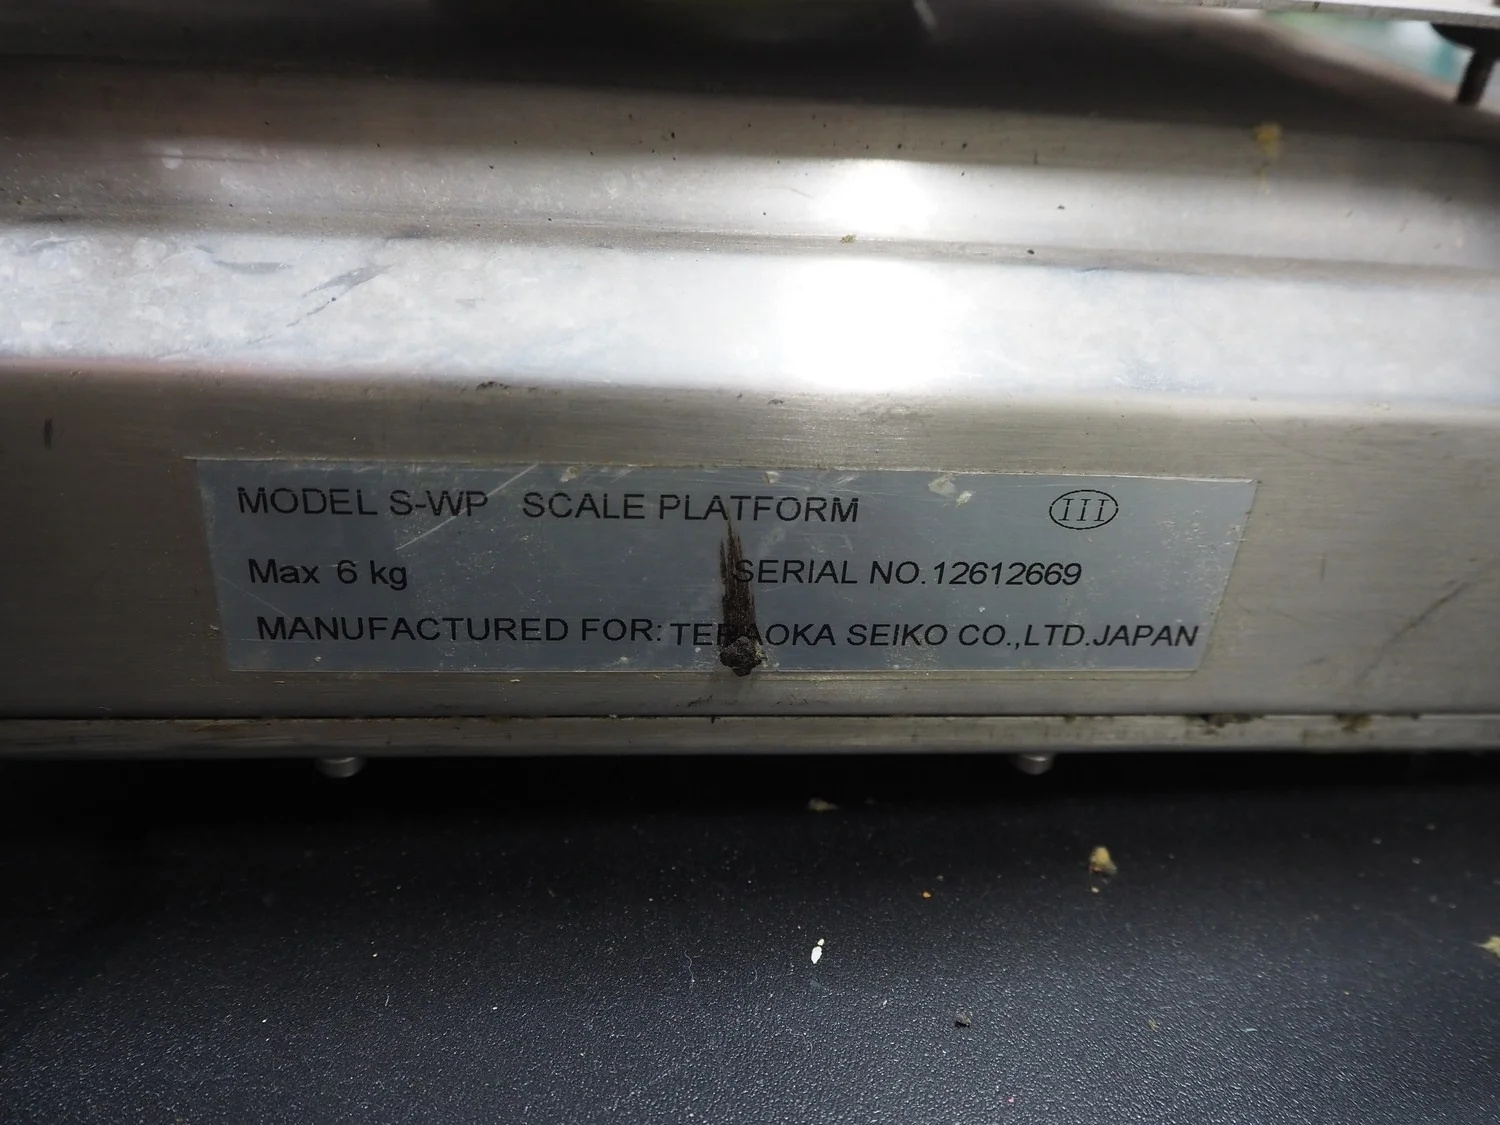 MODEL S-WP SCALE PLATFORM III
Max 6 kg SERIAL NO.12612669
MANUFACTURED FOR: TERAOKA SEIKO CO.,LTD.JAPAN